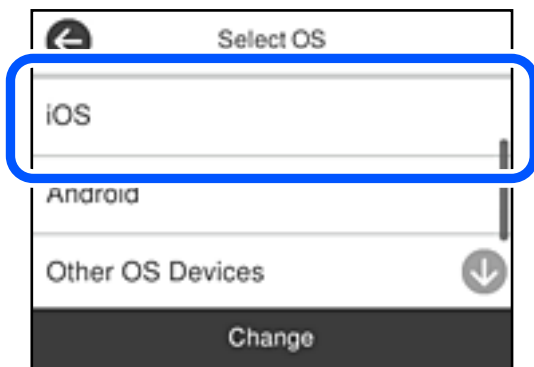 Select OS
iOS
Android
Other OS Devices
Change